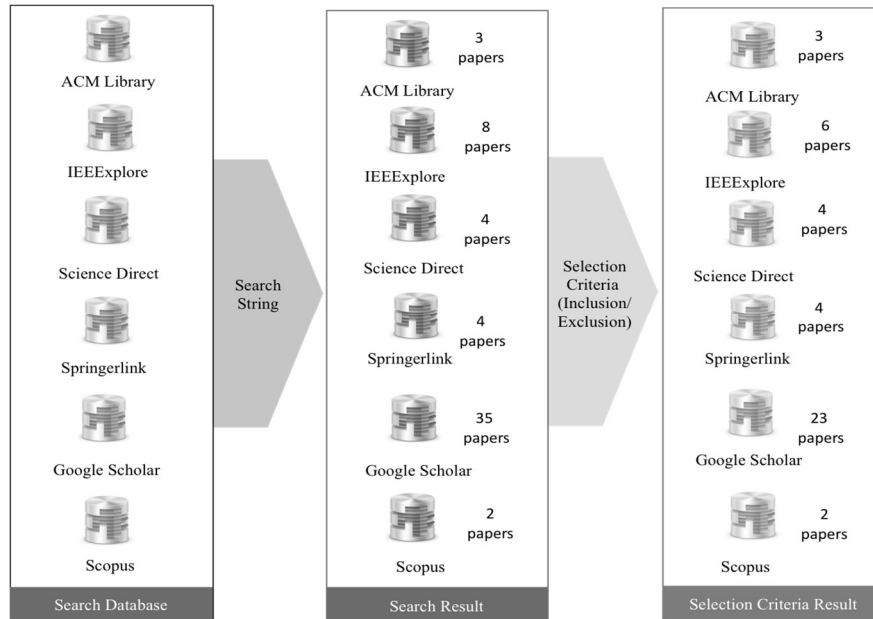 ACM Library
IEEExplore
Science Direct
Springerlink
Google Scholar
Scopus
Search Database
Search
String
3
papers
ACM Library
8
papers
IEEExplore
4
papers
Science Direct
4
papers
Springerlink
35
papers
Google Scholar
2
papers
Scopus
Search Result
Selection
Criteria
(Inclusion/
Exclusion)
3
papers
ACM Library
6
papers
IEEExplore
4
papers
Science Direct
4
papers
Springerlink
23
papers
Google Scholar
2
papers
Scopus
Selection Criteria Result